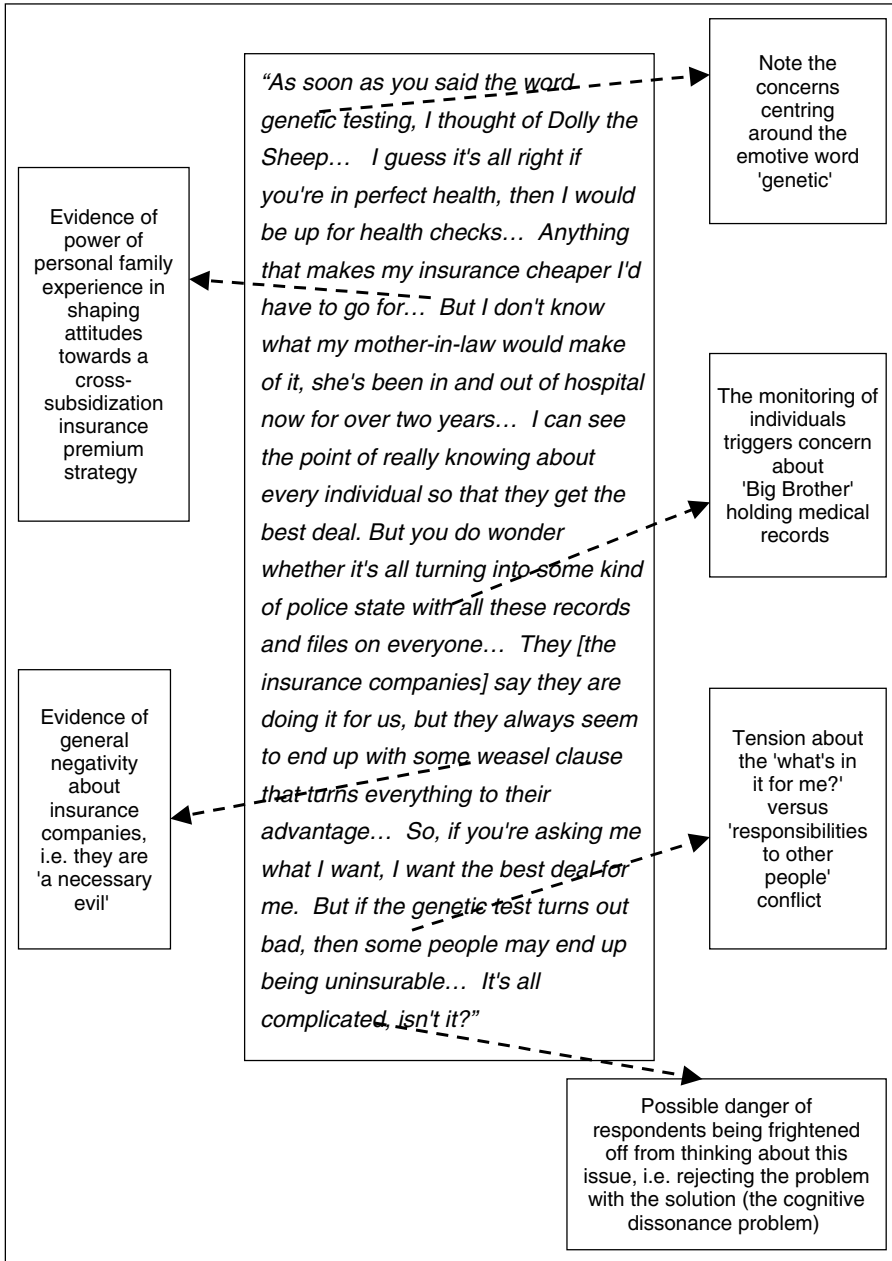 “As soon as you said the word
genetic testing, I thought of Dolly the
Sheep… I guess it's all right if
you're in perfect health, then I would
be up for health checks… Anything
that makes my insurance cheaper I'd
have to go for… But I don't know
what my mother-in-law would make
of it, she's been in and out of hospital
now for over two years… I can see
the point of really knowing about
every individual so that they get the
best deal. But you do wonder
whether it's all turning into some kind
of police state with all these records
and files on everyone… They [the
insurance companies] say they are
doing it for us, but they always seem
to end up with some weasel clause
that turns everything to their
advantage… So, if you're asking me
what I want, I want the best deal for
me. But if the genetic test turns out
bad, then some people may end up
being uninsurable… It's all
complicated, isn't it?”
Note the
concerns
centring
around the
emotive word
'genetic'
Evidence of
power of
personal family
experience in
shaping
attitudes
towards a
cross-
subsidization
insurance
premium
strategy
The monitoring of
individuals
triggers concern
about
'Big Brother'
holding medical
records
Evidence of
general
negativity
about
insurance
companies,
i.e. they are
'a necessary
evil'
Tension about
the 'what's in
it for me?'
versus
'responsibilities
to other
people'
conflict
Possible danger of
respondents being frightened
off from thinking about this
issue, i.e. rejecting the problem
with the solution (the cognitive
dissonance problem)